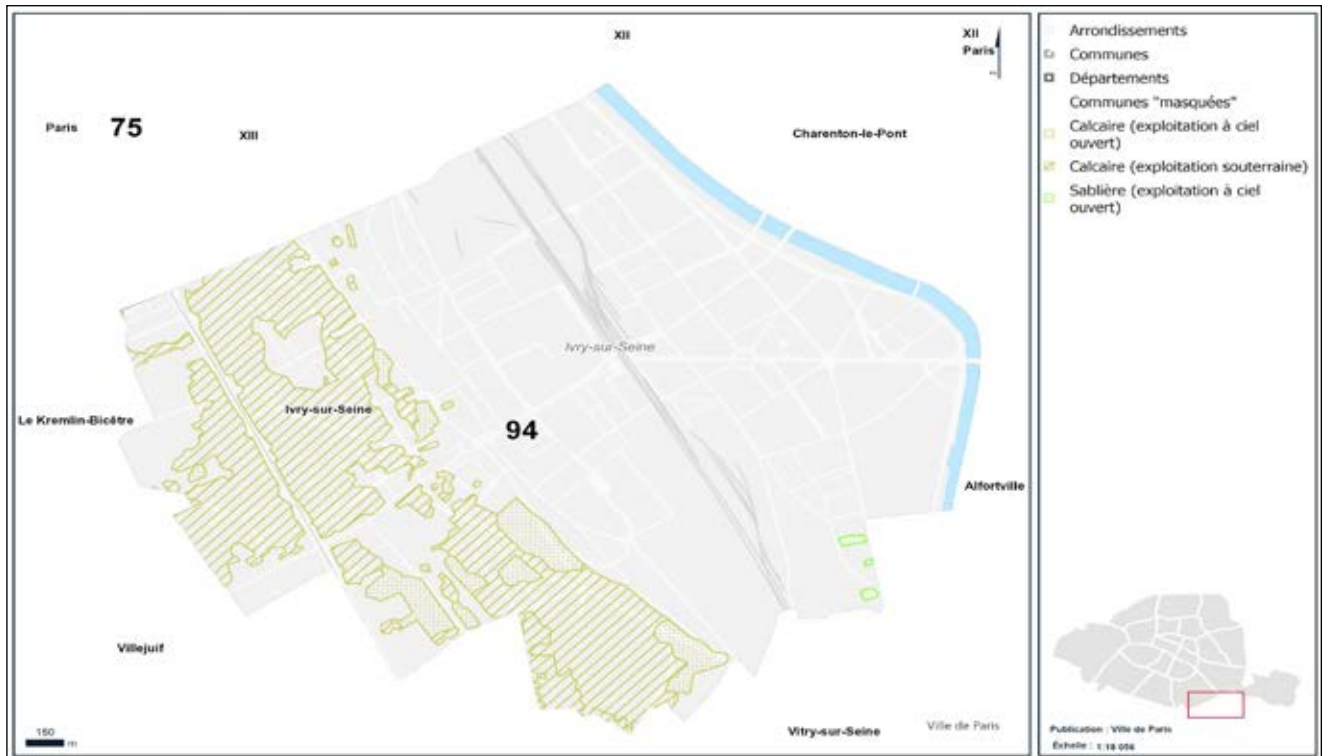 XII
XII
Paris
Paris
75
XIII
Charenton-le-Pont
Ivry-sur-Seine
Ivry-sur-Seine
Le Kremlin-Bicêtre
94
Alfortville
Villejuif
Vitry-sur-Seine
Ville de Paris
150
m
Arrondissements
Communes
Départements
Communes "masquées"
Calcaire (exploitation à ciel
ouvert)
Calcaire (exploitation souterraine)
Sablière (exploitation à ciel
ouvert)
Publication : Ville de Paris
Échelle : 1:18 056